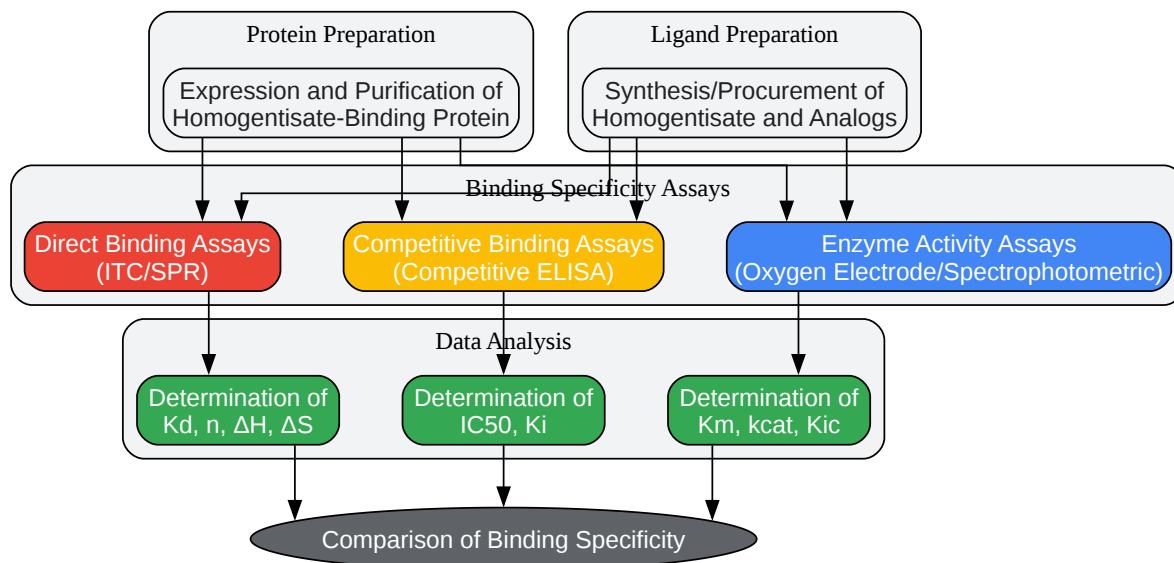 Protein Preparation
Ligand Preparation
Expression and Purification of
Homogentisate-Binding Protein
Synthesis/Procurement of
Homogentisate and Analogs
Binding Specificity Assays
Direct Binding Assays
(ITC/SPR)
Competitive Binding Assays
(Competitive ELISA)
Enzyme Activity Assays
(Oxygen Electrode/Spectrophotometric)
Data Analysis
Determination of
Kd, n, ΔH, ΔS
Determination of
IC50, Ki
Determination of
Km, kcat, Kic
Comparison of Binding Specificity